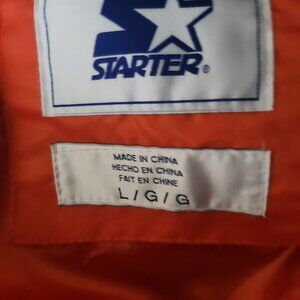 STARTER®
MADE IN CHINA
HECHO EN CHINA
FAIT EN CHINE
L/G/G